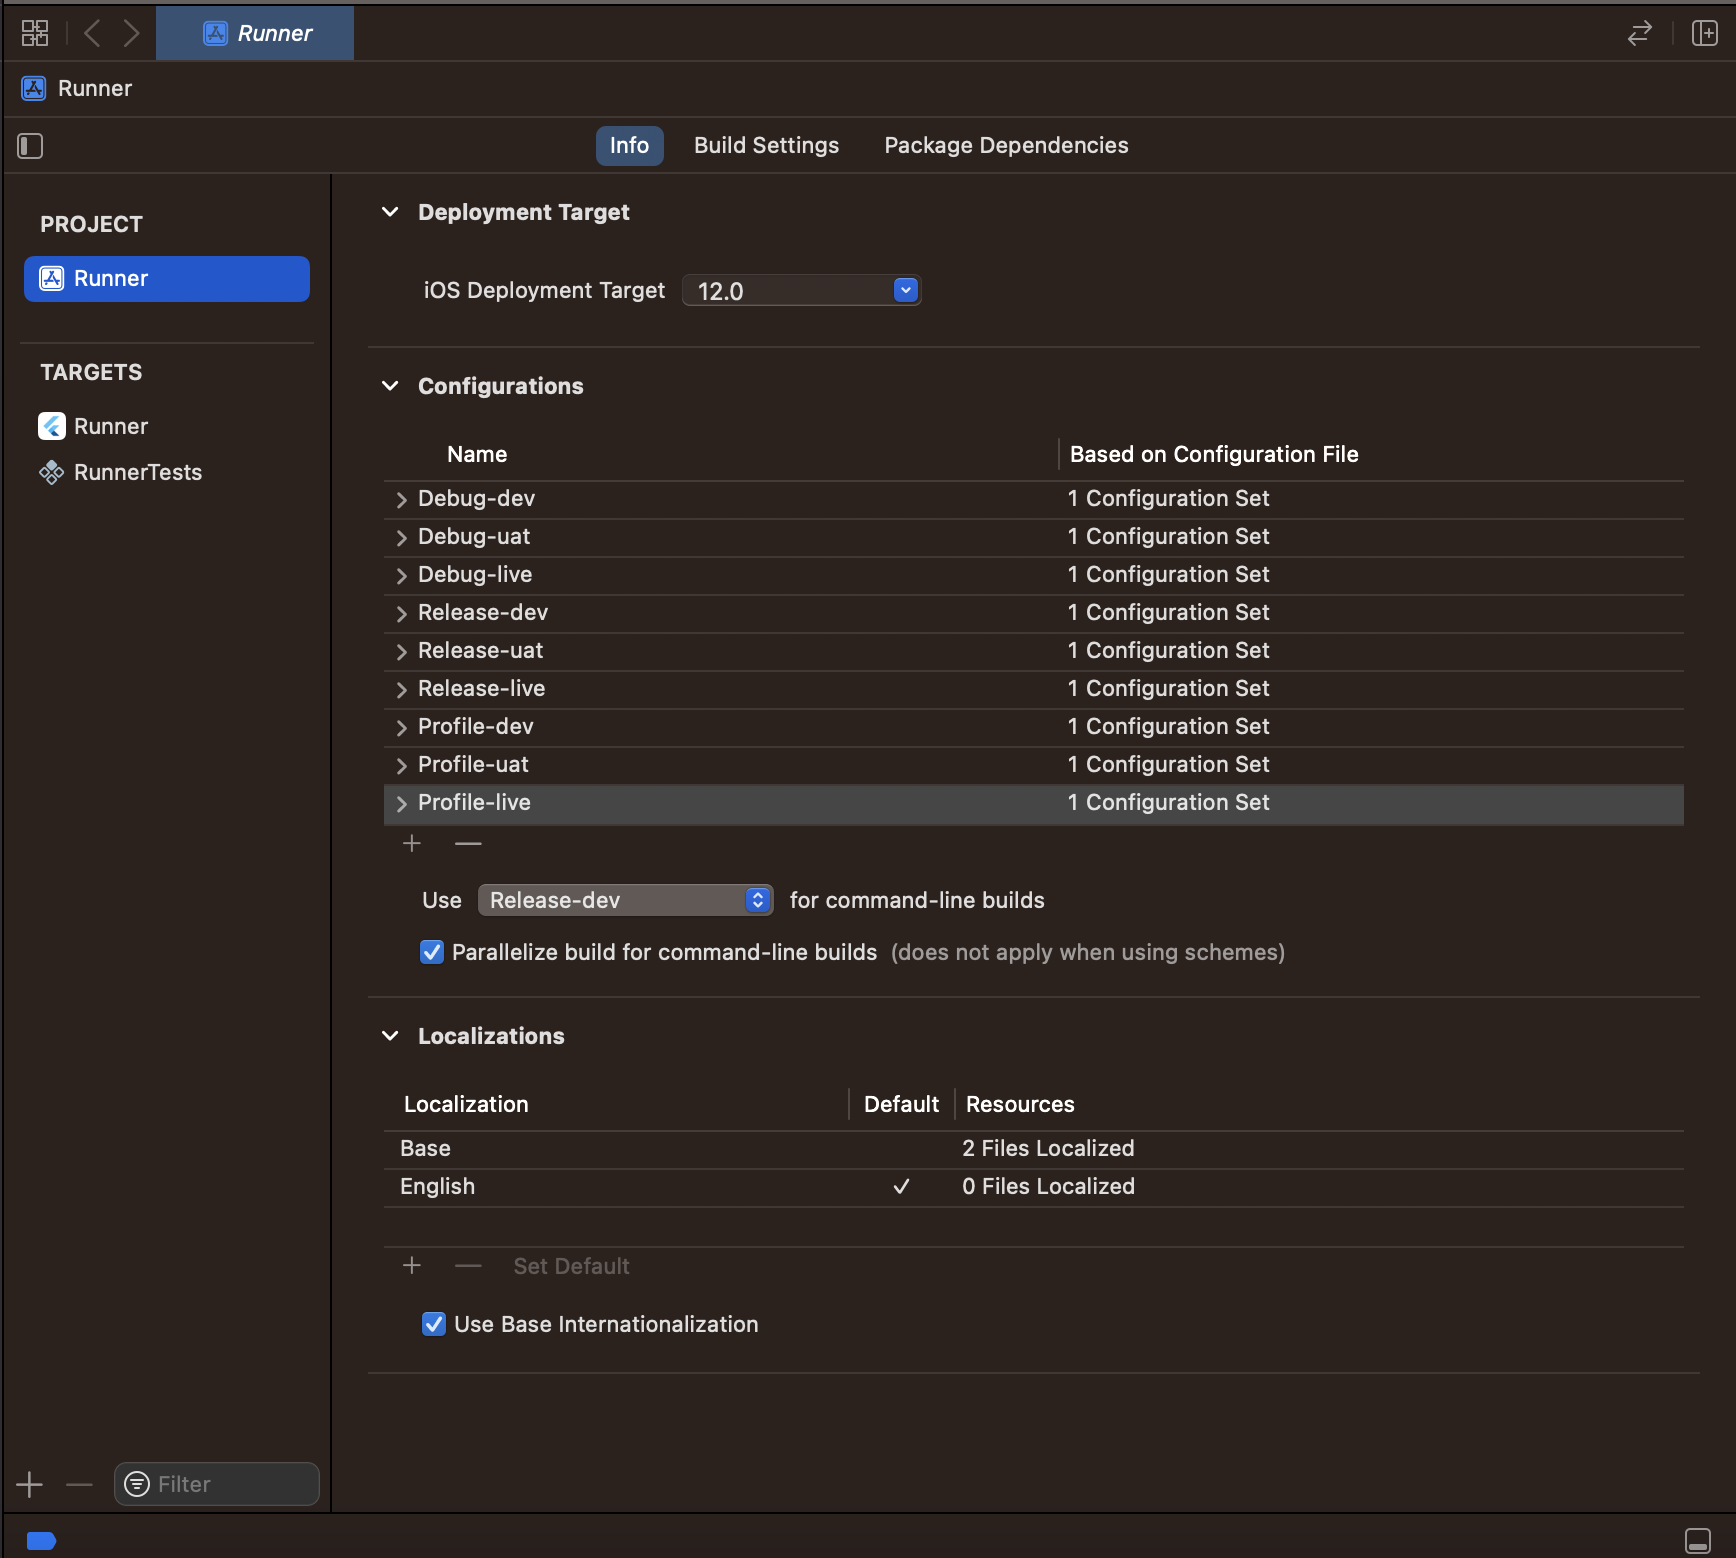 Runner
Runner
Info Build Settings Package Dependencies
PROJECT
Runner
TARGETS
Runner
RunnerTests
Deployment Target
iOS Deployment Target 12.0
Configurations
Name Based on Configuration File
Debug-dev 1 Configuration Set
Debug-uat 1 Configuration Set
Debug-live 1 Configuration Set
Release-dev 1 Configuration Set
Release-uat 1 Configuration Set
Release-live 1 Configuration Set
Profile-dev 1 Configuration Set
Profile-uat 1 Configuration Set
Profile-live 1 Configuration Set
Use Release-dev for command-line builds
Parallelize build for command-line builds (does not apply when using schemes)
Localizations
Localization Default Resources
Base 2 Files Localized
English 0 Files Localized
Set Default
Use Base Internationalization
Filter